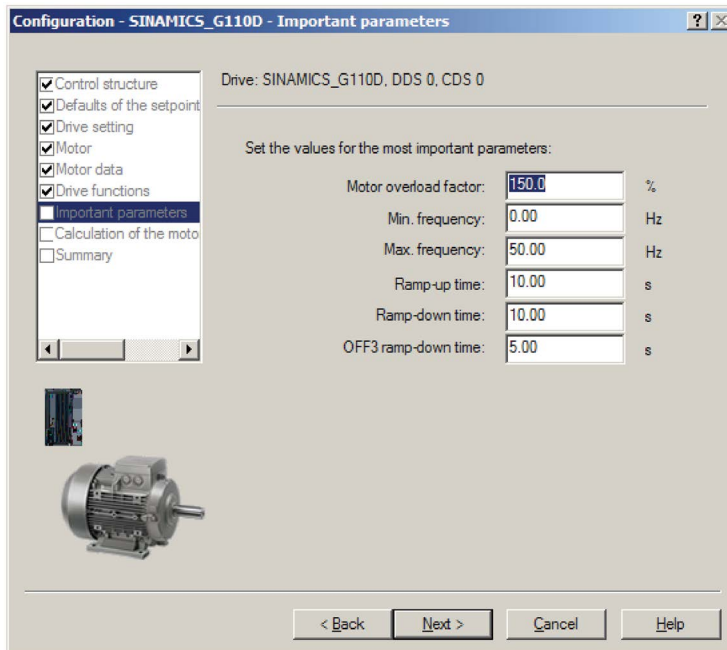 Configuration - SINAMICS_G110D - Important parameters
Control structure
Defaults of the setpoint
Drive setting
Motor
Motor data
Drive functions
Important parameters
Calculation of the moto
Summary
Drive: SINAMICS_G110D, DDS 0, CDS 0
Set the values for the most important parameters:
Motor overload factor: 150.0 %
Min. frequency: 0.00 Hz
Max. frequency: 50.00 Hz
Ramp-up time: 10.00 s
Ramp-down time: 10.00 s
OFF3 ramp-down time: 5.00 s
< Back Next > Cancel Help